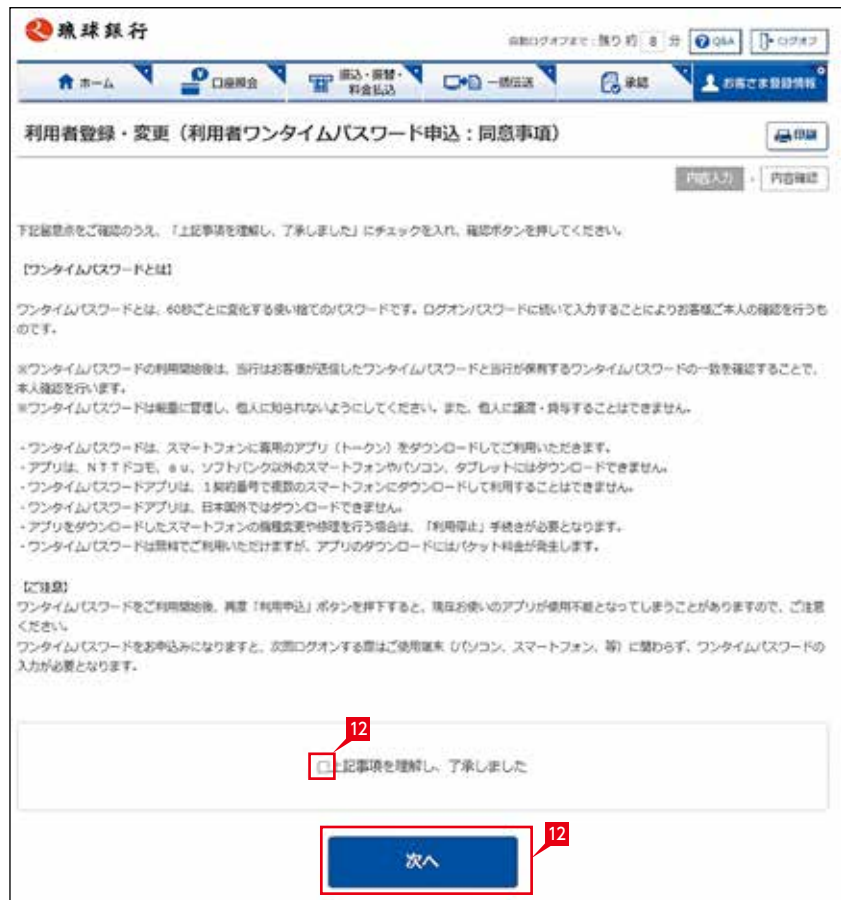 琉球銀行
自動ログオフまで：残り約 8 分 Q&A ログオフ
ホーム 口座照会 振込・振替・ 一括伝送 承認 お客さま登録情報
料金払込
利用者登録・変更（利用者ワンタイムパスワード申込：同意事項）
印刷
内容入力 内容確認
下記留意点をご確認のうえ、「上記事項を理解し、了承しました」にチェックを入れ、確認ボタンを押してください。
【ワンタイムパスワードとは】
ワンタイムパスワードとは、60秒ごとに変化する使い捨てのパスワードです。ログオンパスワードに続いて入力することによりお客様ご本人の確認を行うも
のです。
※ワンタイムパスワードの利用開始後は、当行はお客様が送信したワンタイムパスワードと当行が保有するワンタイムパスワードの一致を確認することで、
本人確認を行います。
※ワンタイムパスワードは厳重に管理し、他人に知られないようにしてください。また、他人に譲渡・貸与することはできません。
・ワンタイムパスワードは、スマートフォンに専用のアプリ（トークン）をダウンロードしてご利用いただきます。
・アプリは、ＮＴＴドコモ、ａｕ、ソフトバンク以外のスマートフォンやパソコン、タブレットにはダウンロードできません。
・ワンタイムパスワードアプリは、１契約番号で複数のスマートフォンにダウンロードして利用することはできません。
・ワンタイムパスワードアプリは、日本国外ではダウンロードできません。
・アプリをダウンロードしたスマートフォンの機種変更や修理を行う場合は、「利用停止」手続きが必要となります。
・ワンタイムパスワードは無料でご利用いただけますが、アプリのダウンロードにはパケット料金が発生します。
【ご注意】
ワンタイムパスワードをご利用開始後、再度「利用申込」ボタンを押下すると、現在お使いのアプリが使用不能となってしまうことがありますので、ご注意
ください。
ワンタイムパスワードをお申込みになりますと、次回ログオンする際はご使用端末（パソコン、スマートフォン、等）に関わらず、ワンタイムパスワードの
入力が必要となります。
12
上記事項を理解し、了承しました
12
次へ